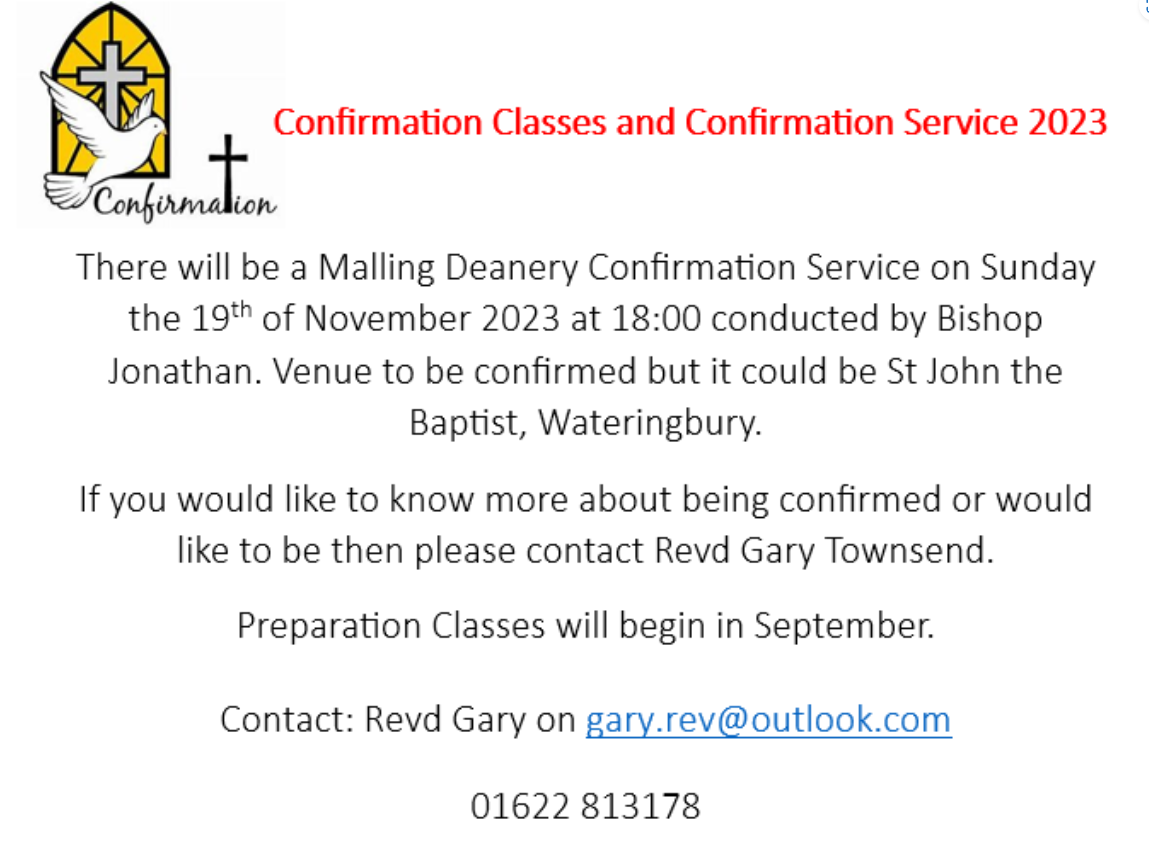 Confirmation
Confirmation Classes and Confirmation Service 2023
There will be a Malling Deanery Confirmation Service on Sunday
the 19th of November 2023 at 18:00 conducted by Bishop
Jonathan. Venue to be confirmed but it could be St John the
Baptist, Wateringbury.
If you would like to know more about being confirmed or would
like to be then please contact Revd Gary Townsend.
Preparation Classes will begin in September.
Contact: Revd Gary on gary.rev@outlook.com
01622 813178